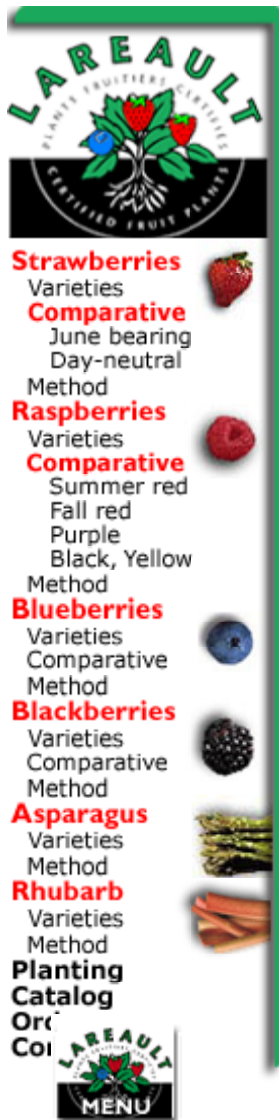 LAREAULT
PLANTS FRUITIERS CERTIFIÉS
CERTIFIED FRUIT PLANTS
Strawberries
Varieties
Comparative
June bearing
Day-neutral
Method
Raspberries
Varieties
Comparative
Summer red
Fall red
Purple
Black, Yellow
Method
Blueberries
Varieties
Comparative
Method
Blackberries
Varieties
Comparative
Method
Asparagus
Varieties
Method
Rhubarb
Varieties
Method
Planting
Catalog
LAREAULT
MENU